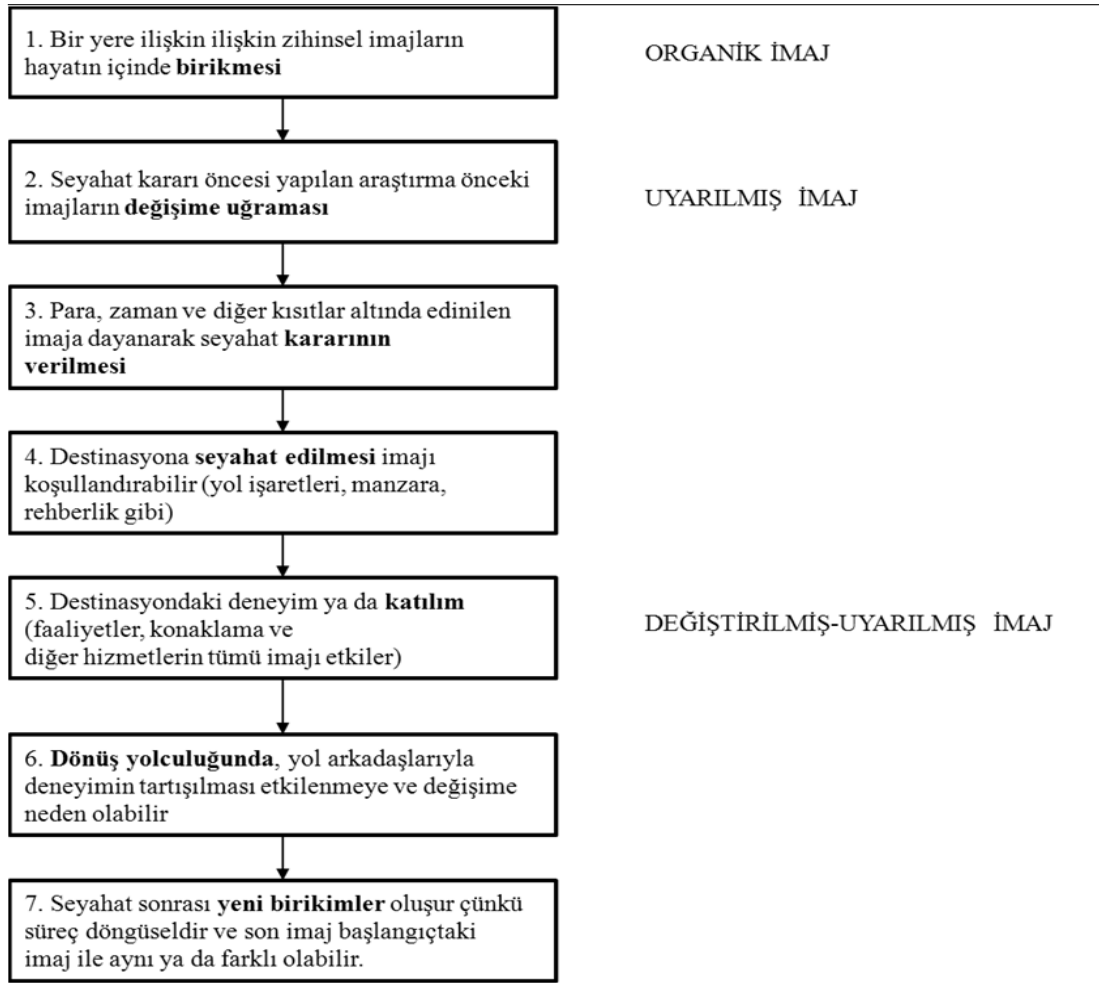 1. Bir yere ilişkin ilişkin zihinsel imajların
hayatın içinde birikmesi
ORGANİK İMAJ
2. Seyahat kararı öncesi yapılan araştırma önceki
imajların değişime uğraması
UYARILMIŞ İMAJ
3. Para, zaman ve diğer kısıtlar altında edinilen
imaja dayanarak seyahat kararının
verilmesi
4. Destinasyona seyahat edilmesi imajı
koşullandırabilir (yol işaretleri, manzara,
rehberlik gibi)
5. Destinasyondaki deneyim ya da katılım
(faaliyetler, konaklama ve
diğer hizmetlerin tümü imajı etkiler)
DEĞİŞTİRİLMİŞ-UYARILMIŞ İMAJ
6. Dönüş yolculuğunda, yol arkadaşlarıyla
deneyimin tartışılması etkilenmeye ve değişime
neden olabilir
7. Seyahat sonrası yeni birikimler oluşur çünkü
süreç döngüseldir ve son imaj başlangıçtaki
imaj ile aynı ya da farklı olabilir.